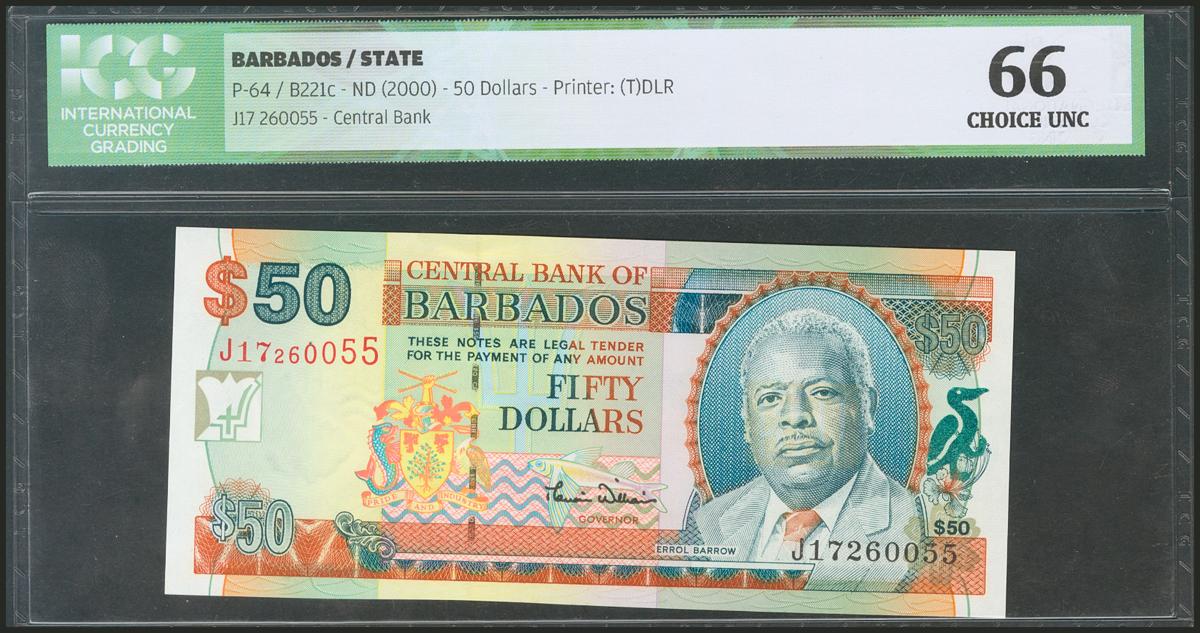 ICG
INTERNATIONAL
CURRENCY
GRADING
BARBADOS / STATE
P-64 / B221c - ND (2000) - 50 Dollars - Printer: (T)DLR
J17 260055 - Central Bank
66
CHOICE UNC
$50
CENTRAL BANK OF
BARBADOS
J17260055
THESE NOTES ARE LEGAL TENDER
FOR THE PAYMENT OF ANY AMOUNT
FIFTY
DOLLARS
$50
PRIDE AND INDUSTRY
GOVERNOR
$50
ERROL BARROW
$50
J17260055